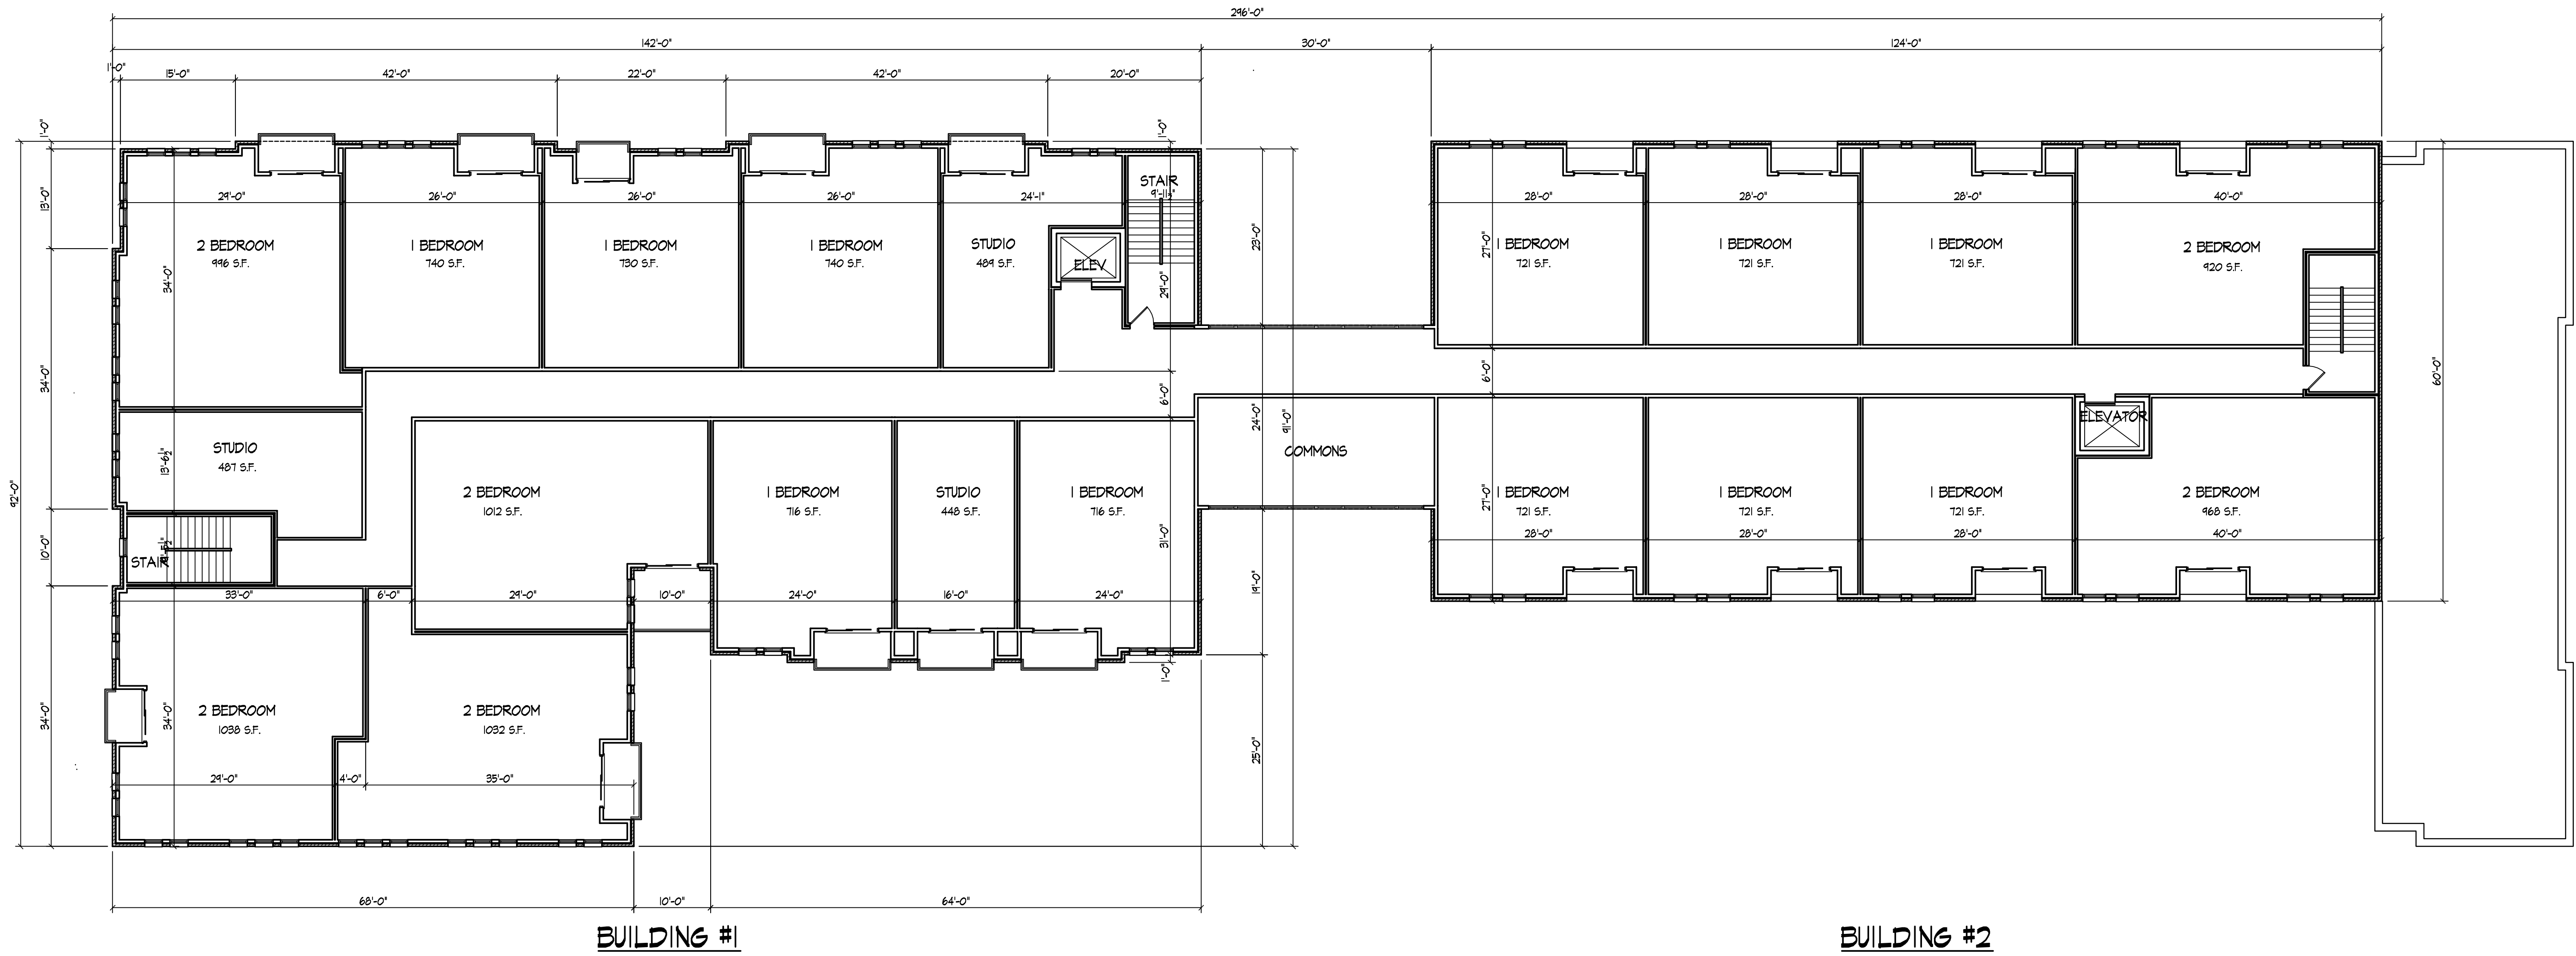 296'-0"
142'-0"
30'-0"
124'-0"
1'-0"
15'-0"
42'-0"
22'-0"
42'-0"
20'-0"
1'-0"
1'-0"
STAIR
9'-11½"
13'-0"
29'-0"
26'-0"
26'-0"
26'-0"
24'-1"
28'-0"
28'-0"
28'-0"
40'-0"
23'-0"
27'-0"
2 BEDROOM
996 S.F.
1 BEDROOM
740 S.F.
1 BEDROOM
730 S.F.
1 BEDROOM
740 S.F.
STUDIO
489 S.F.
ELEV
29'-0"
1 BEDROOM
721 S.F.
1 BEDROOM
721 S.F.
1 BEDROOM
721 S.F.
2 BEDROOM
920 S.F.
34'-0"
34'-0"
6'-0"
6'-0"
60'-0"
92'-0"
STUDIO
487 S.F.
13'-6½"
24'-0"
91'-0"
COMMONS
ELEVATOR
2 BEDROOM
1012 S.F.
1 BEDROOM
716 S.F.
STUDIO
448 S.F.
1 BEDROOM
716 S.F.
27'-0"
1 BEDROOM
721 S.F.
1 BEDROOM
721 S.F.
1 BEDROOM
721 S.F.
2 BEDROOM
968 S.F.
28'-0"
28'-0"
28'-0"
40'-0"
10'-0"
STAIR
31'-0"
19'-0"
33'-0"
6'-0"
29'-0"
10'-0"
24'-0"
16'-0"
24'-0"
1'-0"
34'-0"
34'-0"
2 BEDROOM
1038 S.F.
2 BEDROOM
1032 S.F.
25'-0"
29'-0"
4'-0"
35'-0"
68'-0"
10'-0"
64'-0"
BUILDING #1
BUILDING #2